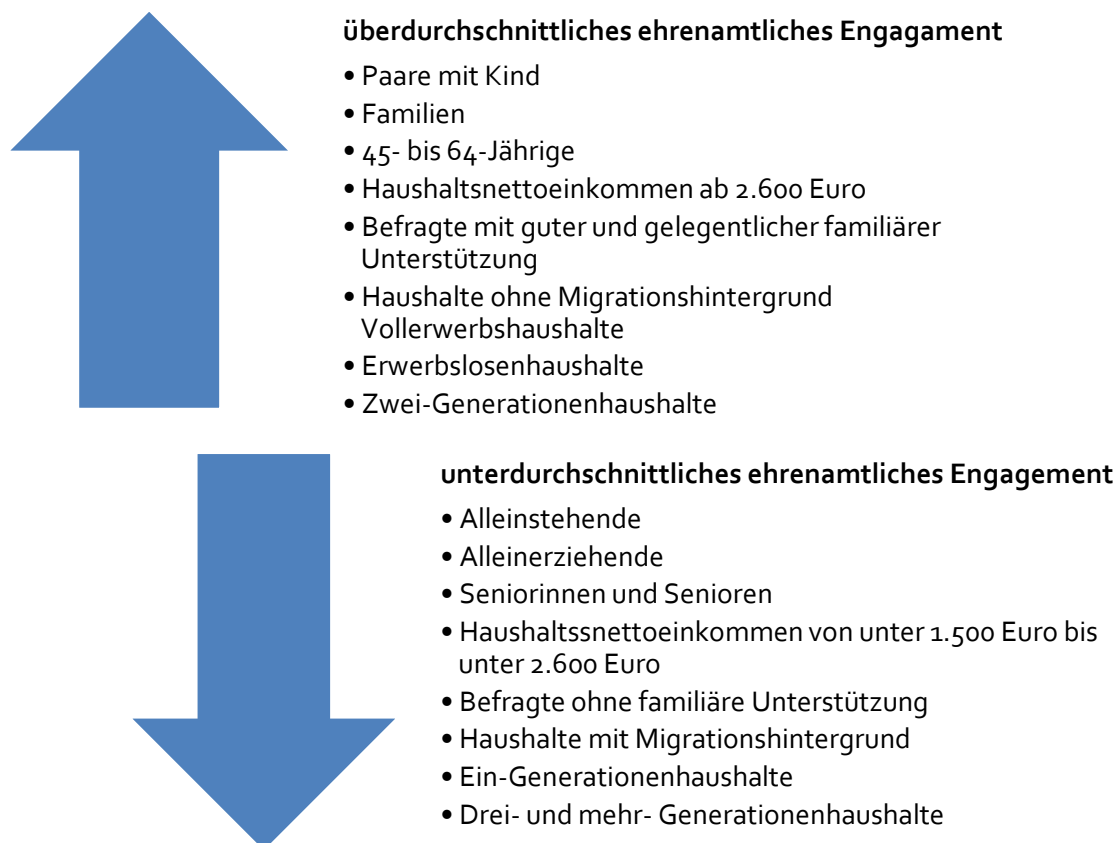 überdurchschnittliches ehrenamtliches Engagament
• Paare mit Kind
• Familien
• 45- bis 64-Jährige
• Haushaltsnettoeinkommen ab 2.600 Euro
• Befragte mit guter und gelegentlicher familiärer
Unterstützung
• Haushalte ohne Migrationshintergrund
Vollerwerbshaushalte
• Erwerbslosenhaushalte
• Zwei-Generationenhaushalte
unterdurchschnittliches ehrenamtliches Engagement
• Alleinstehende
• Alleinerziehende
• Seniorinnen und Senioren
• Haushaltssnettoeinkommen von unter 1.500 Euro bis
unter 2.600 Euro
• Befragte ohne familiäre Unterstützung
• Haushalte mit Migrationshintergrund
• Ein-Generationenhaushalte
• Drei- und mehr- Generationenhaushalte